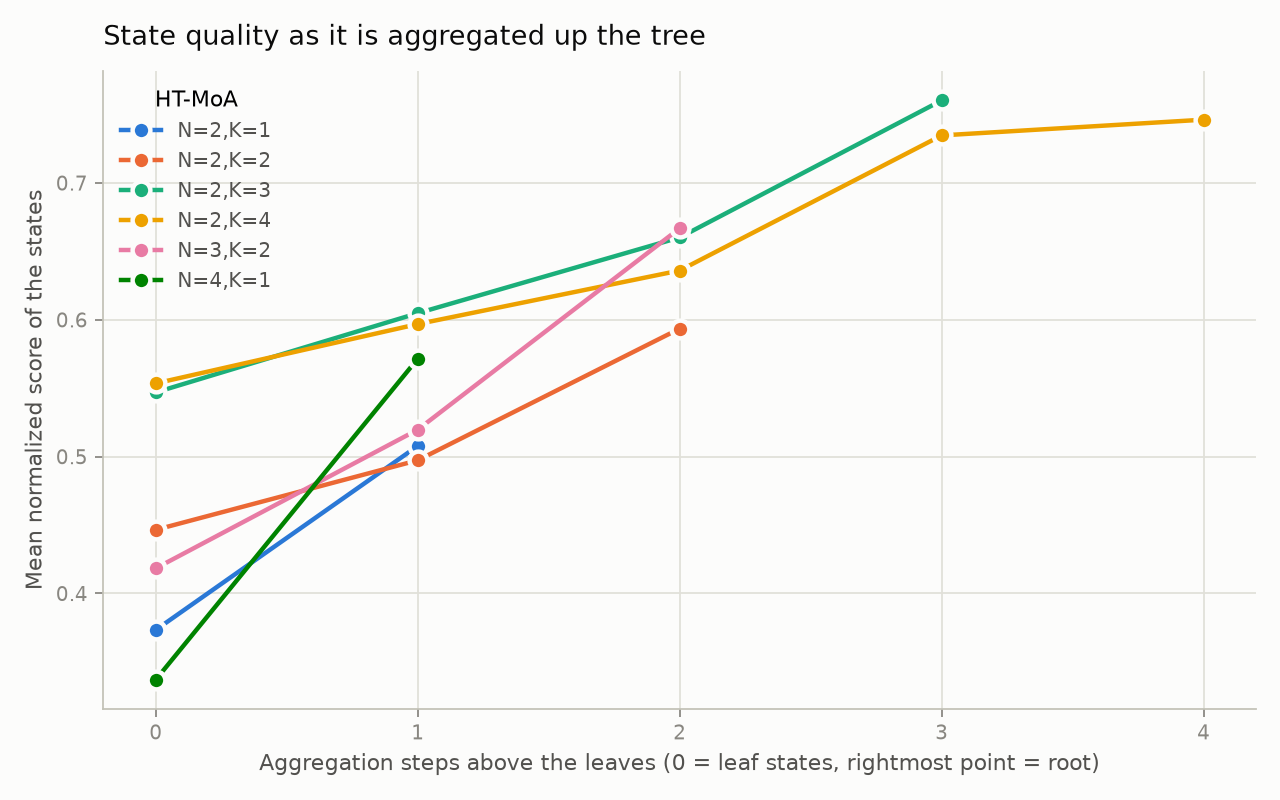 State quality as it is aggregated up the tree
HT-MoA
N=2,K=1
N=2,K=2
N=2,K=3
N=2,K=4
N=3,K=2
N=4,K=1
Mean normalized score of the states
0.7
0.6
0.5
0.4
0
1
2
3
4
Aggregation steps above the leaves (0 = leaf states, rightmost point = root)